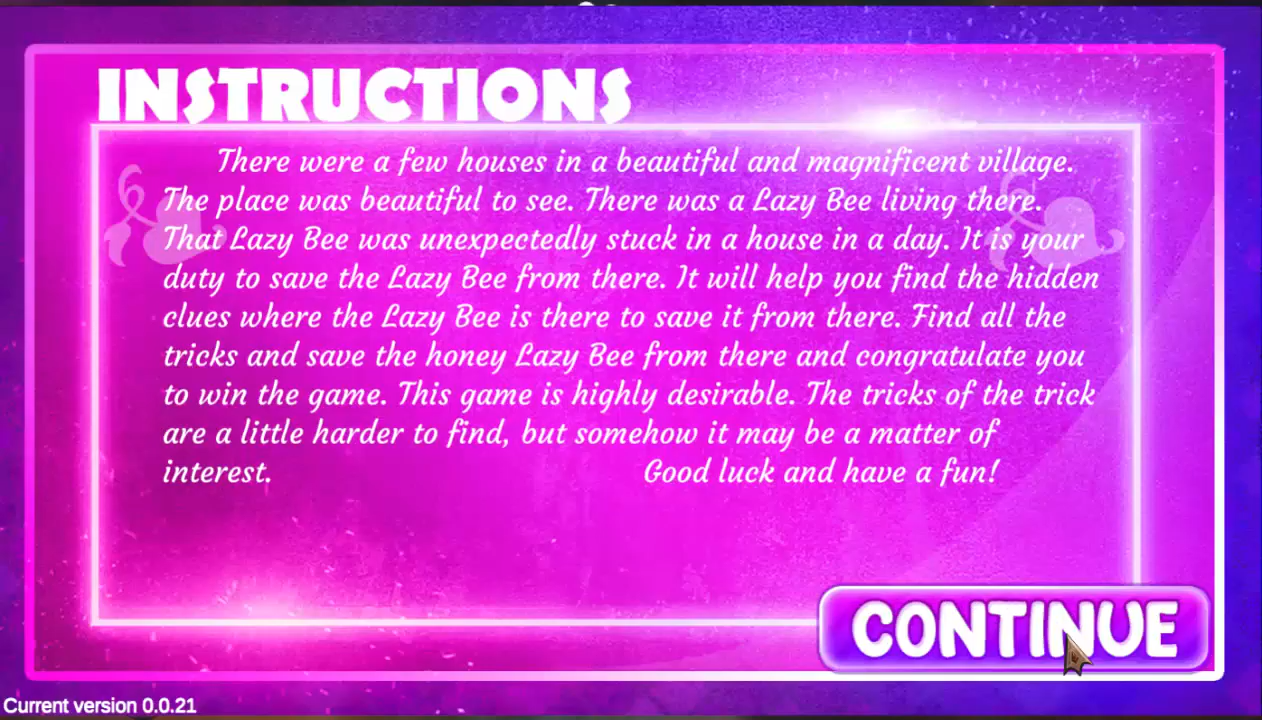 INSTRUCTIONS
There were a few houses in a beautiful and magnificent village.
The place was beautiful to see. There was a Lazy Bee living there.
That Lazy Bee was unexpectedly stuck in a house in a day. It is your
duty to save the Lazy Bee from there. It will help you find the hidden
clues where the Lazy Bee is there to save it from there. Find all the
tricks and save the honey Lazy Bee from there and congratulate you
to win the game. This game is highly desirable. The tricks of the trick
are a little harder to find, but somehow it may be a matter of
interest. Good luck and have a fun!
CONTINUE
Current version 0.0.21